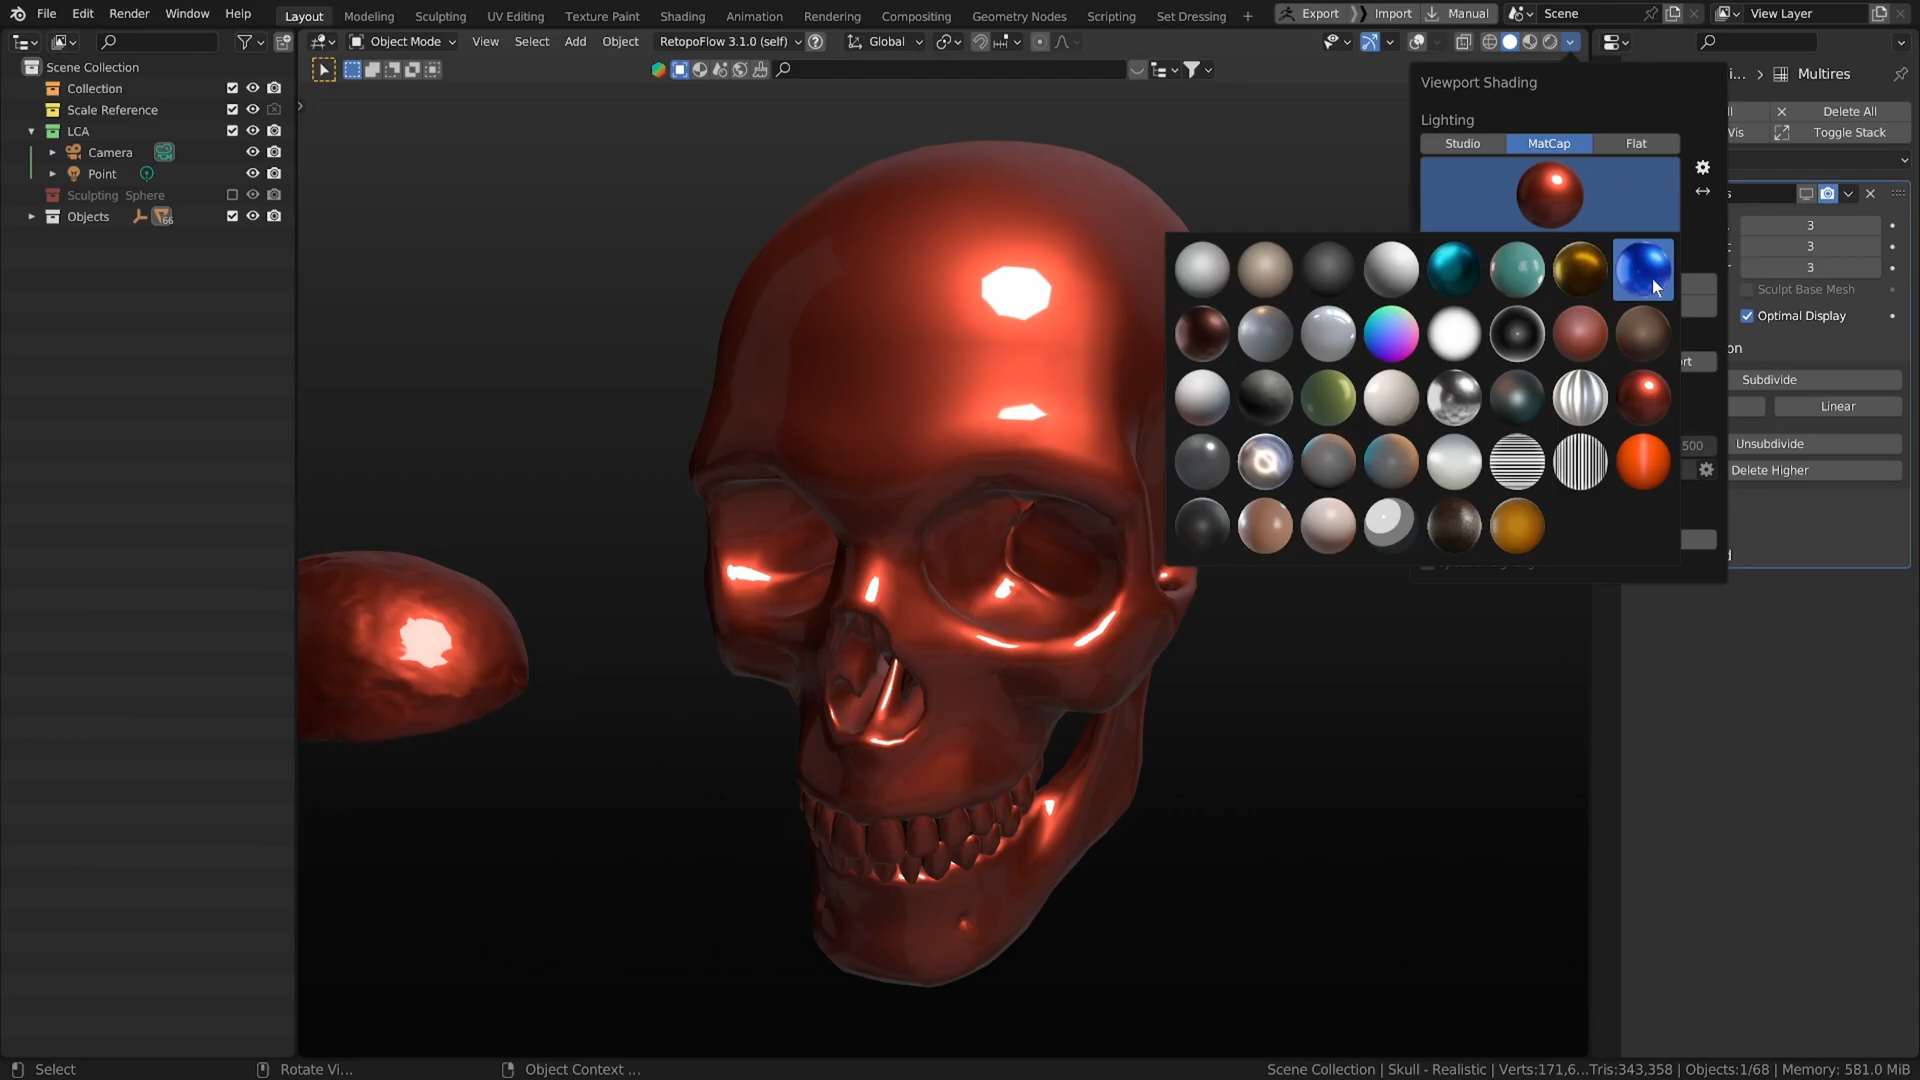 File Edit Render Window Help
Layout Modeling Sculpting UV Editing Texture Paint Shading Animation Rendering Compositing Geometry Nodes Scripting Set Dressing +
Export Import Manual Scene View Layer
Object Mode View Select Add Object RetopoFlow 3.1.0 (self) Global
Scene Collection
Collection
Scale Reference
LCA
Camera
Point
Sculpting Sphere
Objects 66
Viewport Shading
Lighting
Studio MatCap Flat
i... Multires
Delete All
Vis Toggle Stack
s
3
3
3
Sculpt Base Mesh
Optimal Display
on
rt
Subdivide
Linear
500 Unsubdivide
Delete Higher
d
Select Rotate Vi... Object Context ...
Scene Collection | Skull - Realistic | Verts:171,6... Tris:343,358 | Objects:1/68 | Memory: 581.0 MiB